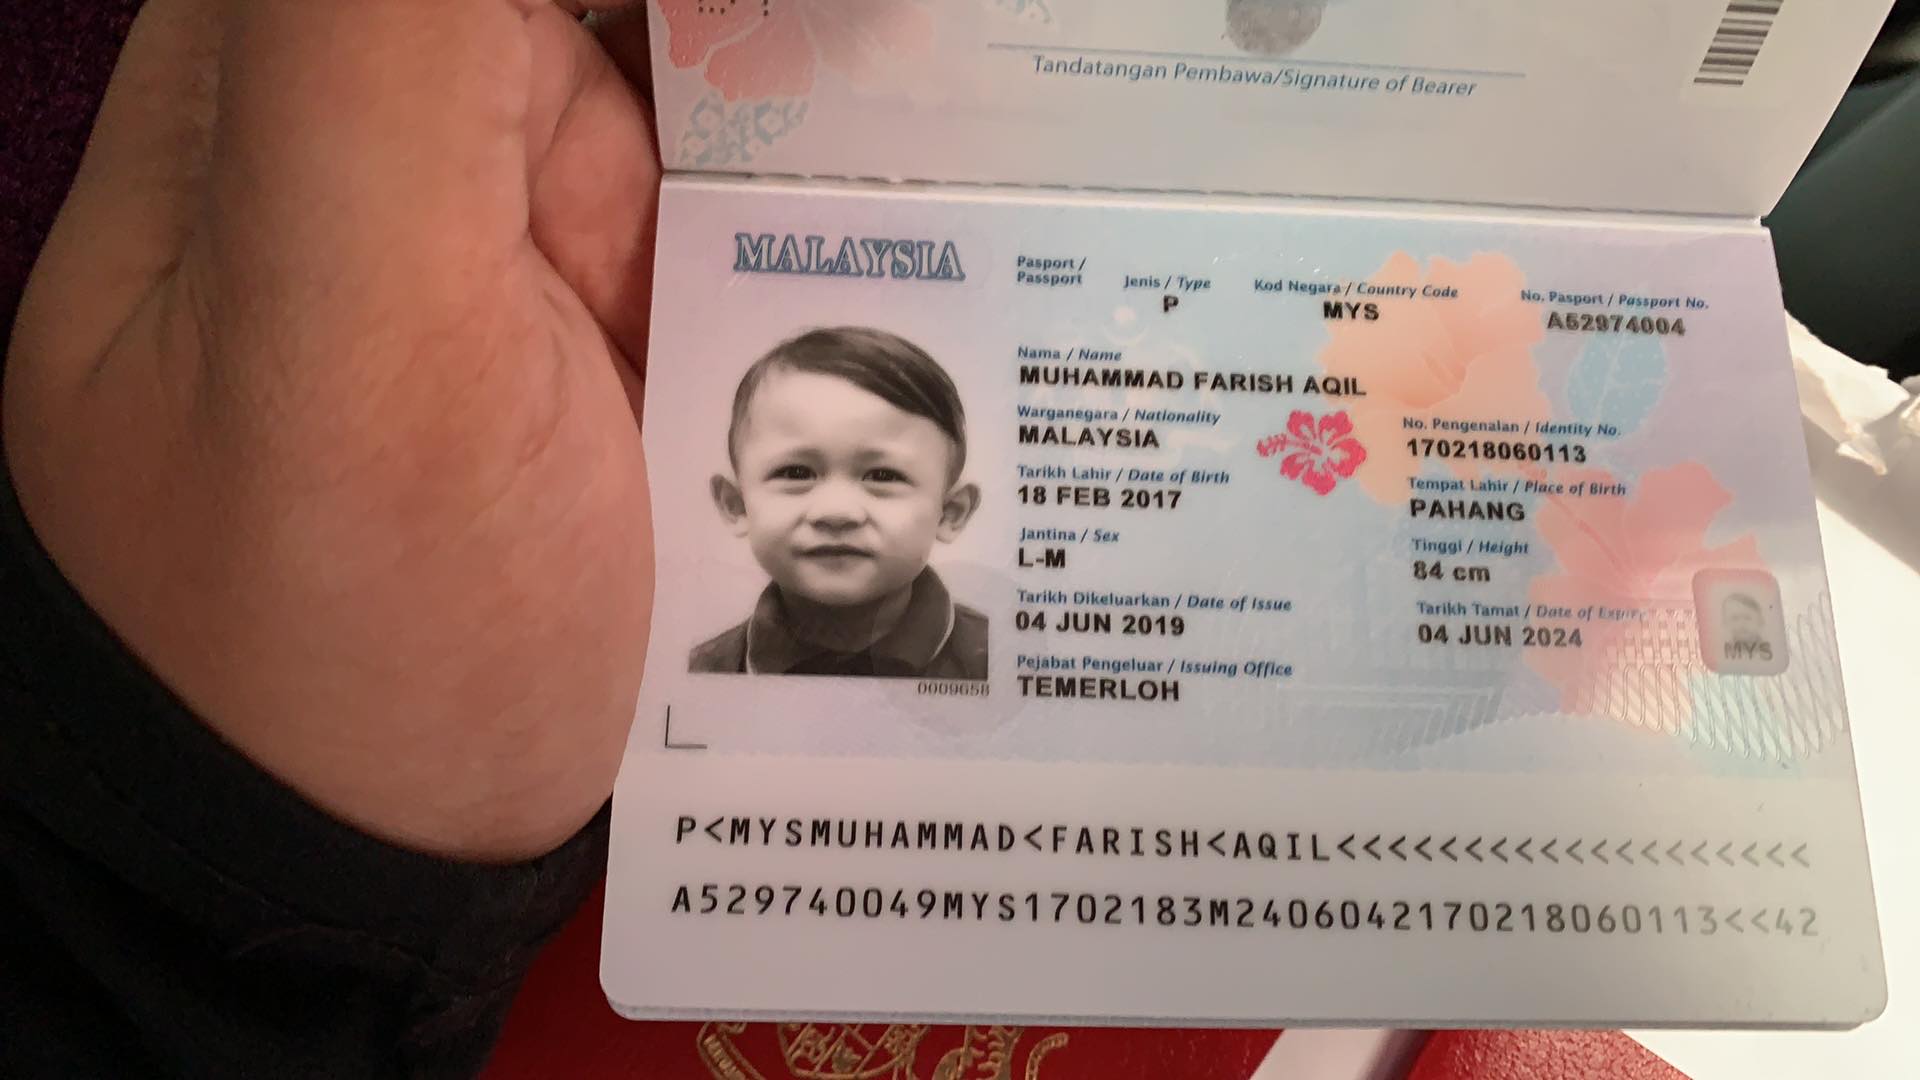 Tandatangan Pembawa/Signature of Bearer
MALAYSIA
Pasport /
Passport
Jenis / Type
P
Kod Negara / Country Code
MYS
No. Pasport / Passport No.
A52974004
Nama / Name
MUHAMMAD FARISH AQIL
Warganegara / Nationality
MALAYSIA
No. Pengenalan / Identity No.
170218060113
Tarikh Lahir / Date of Birth
18 FEB 2017
Tempat Lahir / Place of Birth
PAHANG
Jantina / Sex
L-M
Tinggi / Height
84 cm
Tarikh Dikeluarkan / Date of Issue
04 JUN 2019
Tarikh Tamat / Date of Expiry
04 JUN 2024
MYS
Pejabat Pengeluar / Issuing Office
TEMERLOH
0009658
P<MYSMUHAMMAD<FARISH<AQIL<<<<<<<<<<<<<<<<<<<
A529740049MYS1702183M2406042170218060113<<42